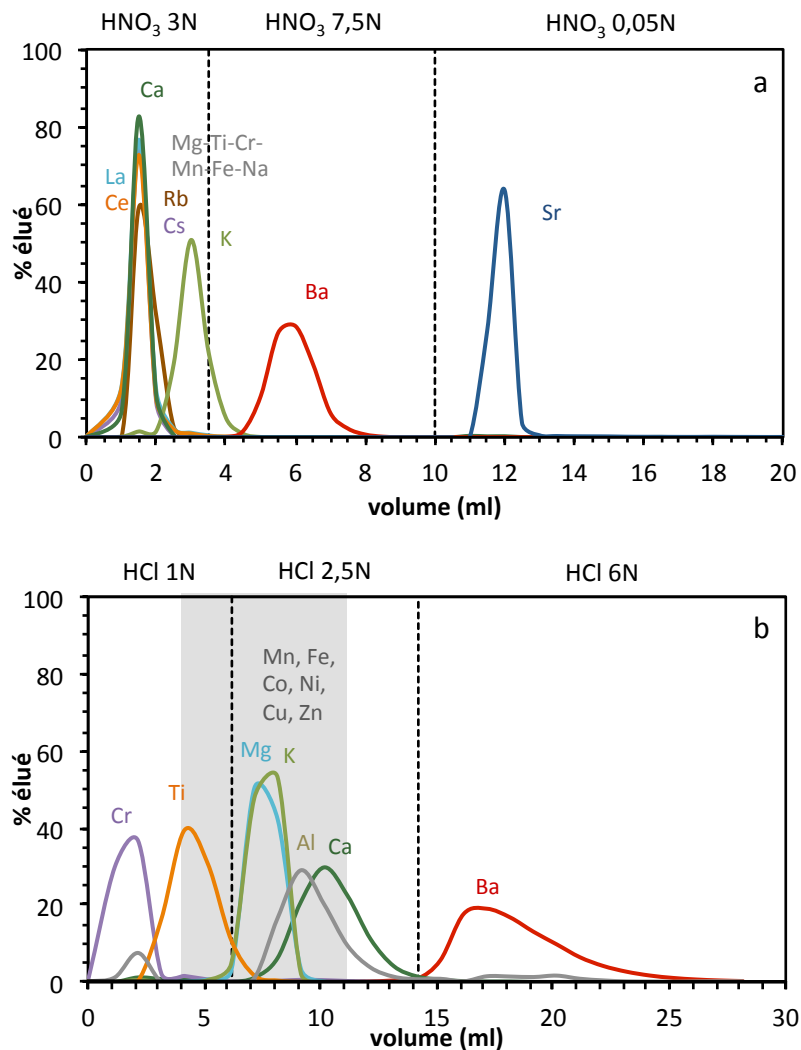 HNO₃ 3N HNO₃ 7,5N HNO₃ 0,05N
100
80
60
40
20
0
% élué
a
Ca
Mg-Ti-Cr-
Mn-Fe-Na
La
Ce
Rb
Cs
K
Ba
Sr
0 2 4 6 8 10 12 14 16 18 20
volume (ml)
HCl 1N HCl 2,5N HCl 6N
100
80
60
40
20
0
% élué
b
Mn, Fe,
Co, Ni,
Cu, Zn
Mg K
Cr
Ti
Al
Ca
Ba
0 5 10 15 20 25 30
volume (ml)